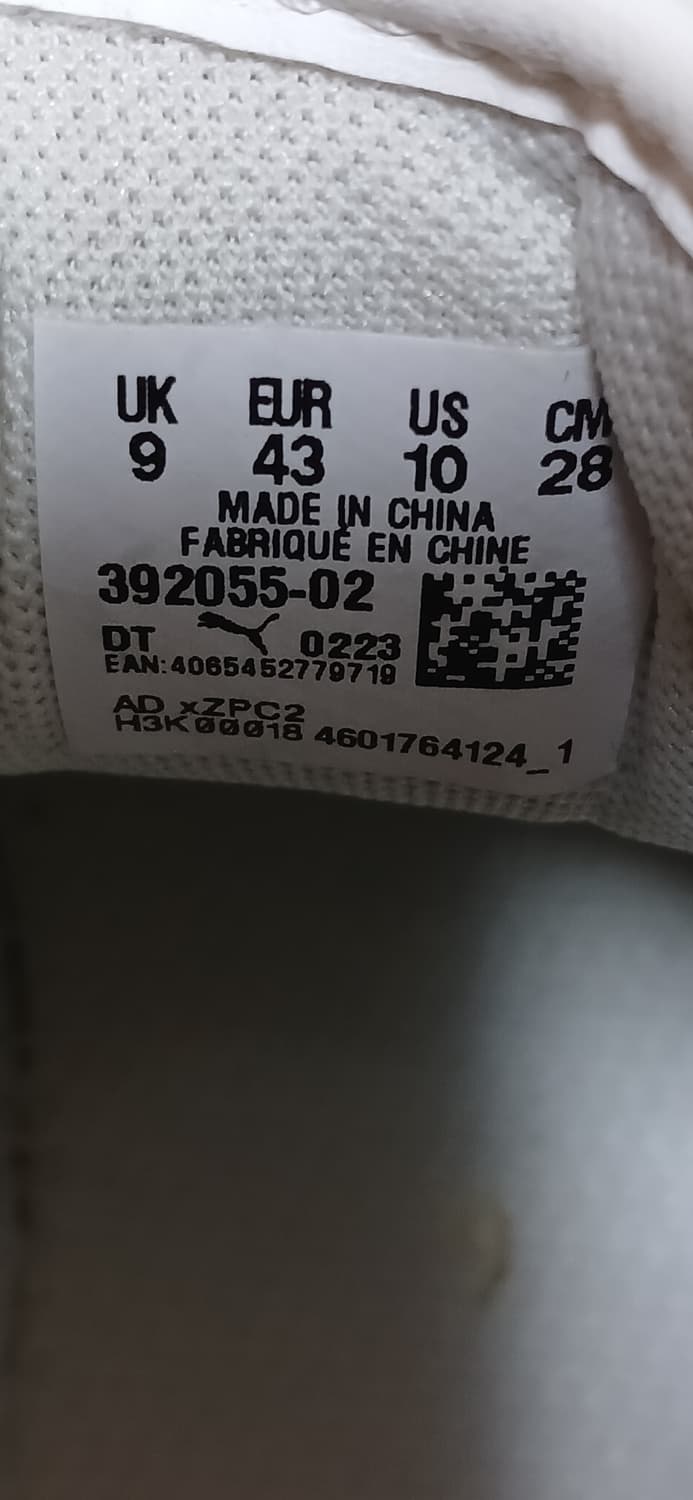 UK EUR US CM
9 43 10 28
MADE IN CHINA
FABRIQUÉ EN CHINE
392055-02
DT 0223
EAN:4065452779719
AD xZPC2
H3K00018 4601764124_1